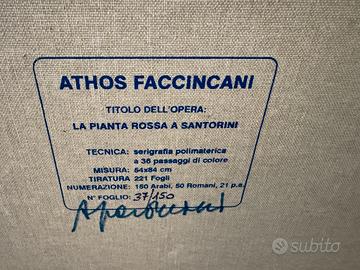 ATHOS FACCINCANI
TITOLO DELL'OPERA:
LA PIANTA ROSSA A SANTORINI
TECNICA: serigrafia polimaterica
a 36 passaggi di colore
MISURA: 54x84 cm
TIRATURA 221 Fogli
NUMERAZIONE: 150 Arabi, 50 Romani, 21 p.a.
N° FOGLIO: 37/150
subito